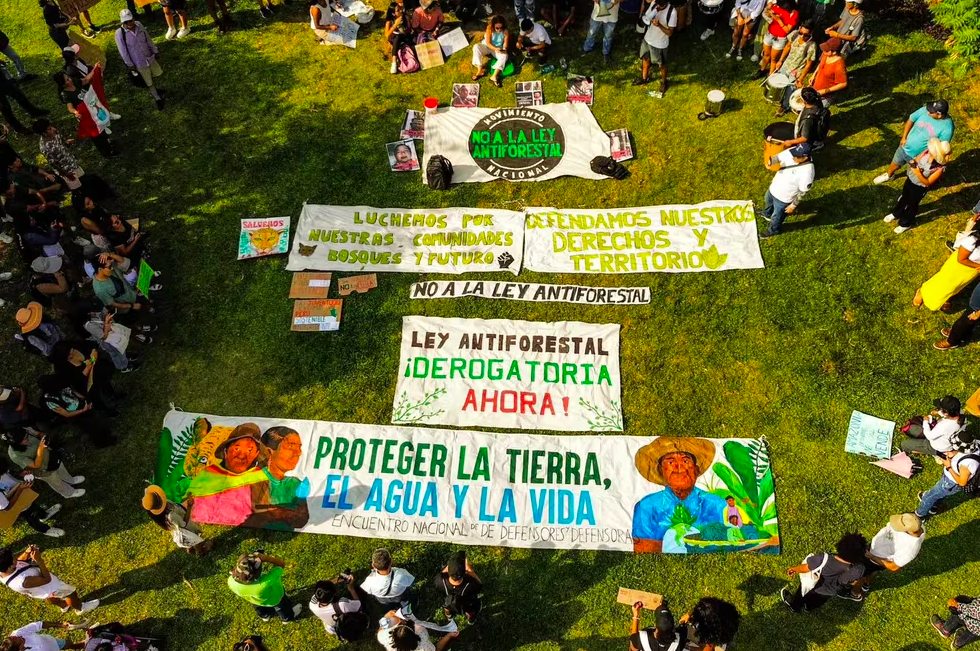 MOVIMIENTO
NO A LA LEY
ANTIFORESTAL
NACIONAL
LUCHEMOS POR
NUESTRAS COMUNIDADES
BOSQUES Y FUTURO
DEFENDAMOS NUESTROS
DERECHOS Y
TERRITORIO
SALVEMOS
NO A LA LEY ANTIFORESTAL
LEY ANTIFORESTAL
¡DEROGATORIA
AHORA!
PROTEGER LA TIERRA,
EL AGUA Y LA VIDA
ENCUENTRO NACIONAL DE DEFENSORES Y DEFENSORA
VENDE